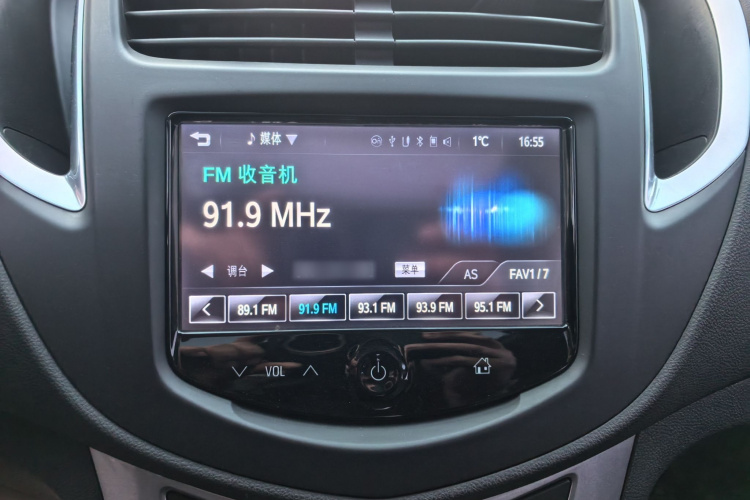 媒体 1℃ 16:55
FM 收音机
91.9 MHz
调台 菜单 AS FAV1/7
89.1 FM 91.9 FM 93.1 FM 93.9 FM 95.1 FM
VOL